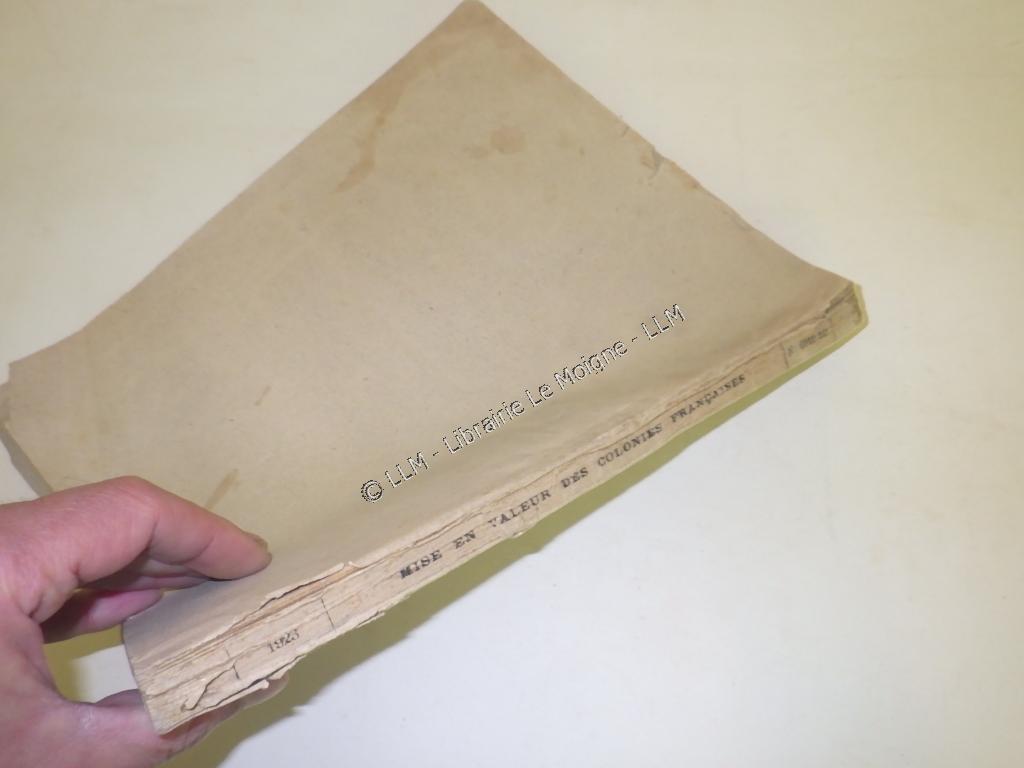 1923
MISE EN VALEUR DES COLONIES FRANÇAISES
© LLM - Librairie Le Moigne - LLM